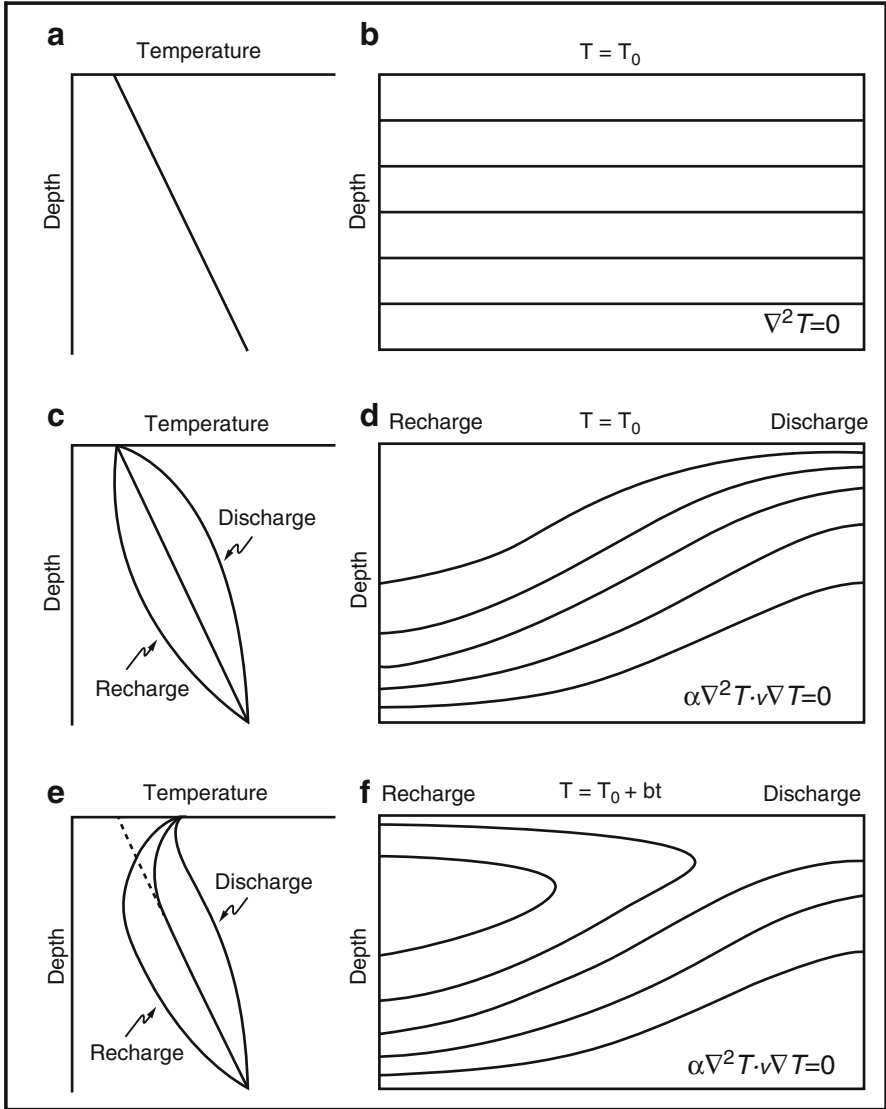 a
Temperature
Depth
b
T = T₀
Depth
∇²T=0
c
Temperature
Depth
Discharge
Recharge
d
Recharge
T = T₀
Discharge
Depth
α∇²T·v∇T=0
e
Temperature
Depth
Discharge
Recharge
f
Recharge
T = T₀ + bt
Discharge
Depth
α∇²T·v∇T=0